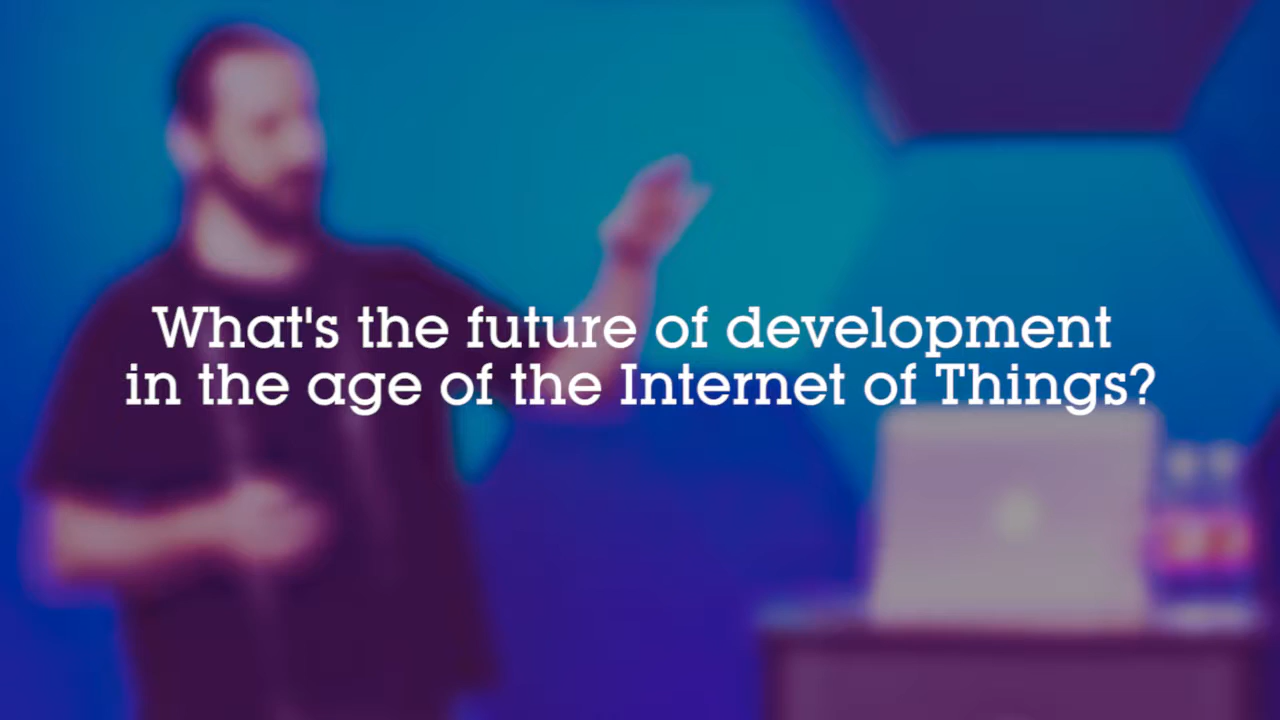 What's the future of development
in the age of the Internet of Things?